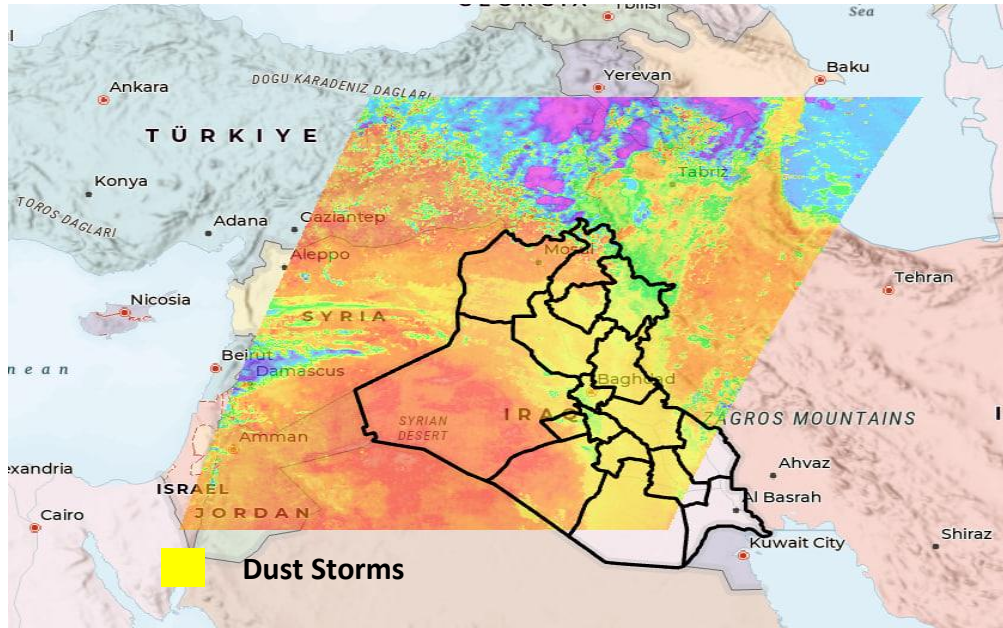 Tbilisi
Sea
Yerevan
Baku
Ankara
DOGU KARADENIZ DAGLARI
TÜRKIYE
Tabriz
Konya
TOROS DAGLARI
Adana
Gaziantep
Mosul
Aleppo
Tehran
Nicosia
SYRIA
Beirut
nean
Damascus
Baghdad
SYRIAN
DESERT
IRAQ
ZAGROS MOUNTAINS
I
Amman
exandria
Ahvaz
ISRAEL
Al Basrah
Cairo
JORDAN
Shiraz
Kuwait City
Dust Storms